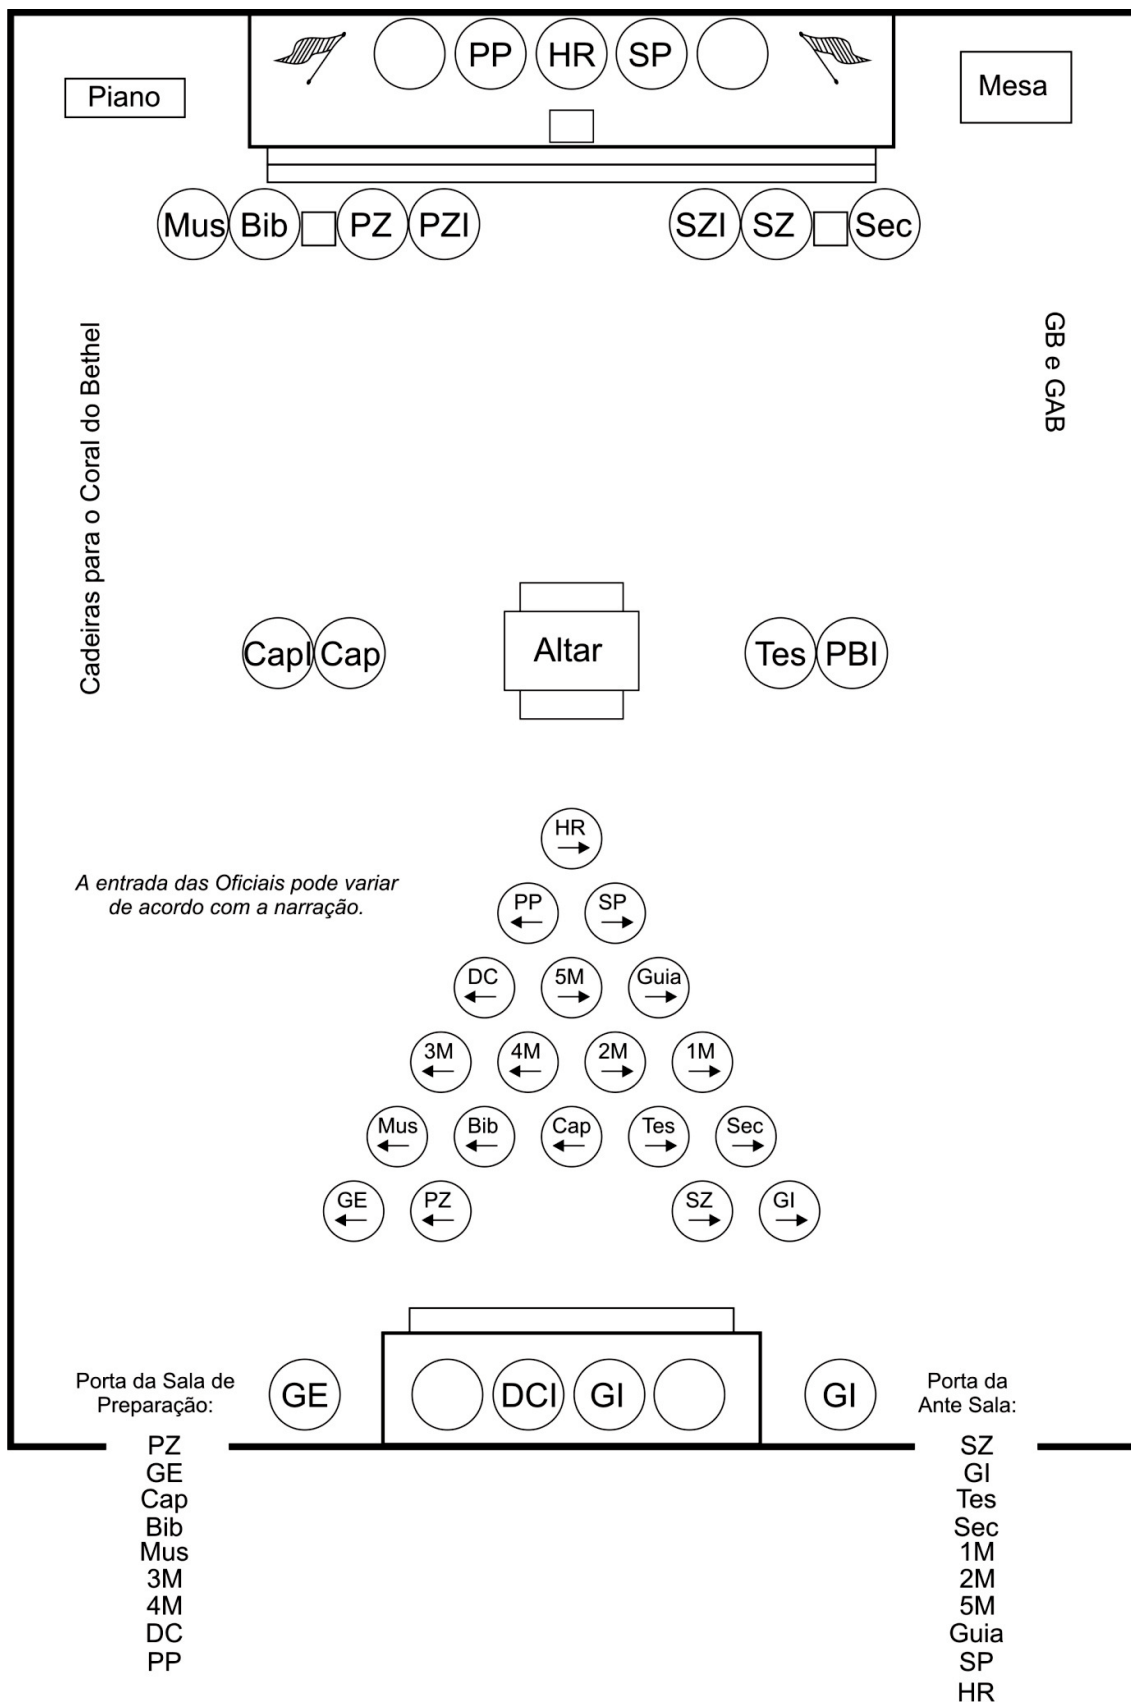 PP HR SP
Piano
Mesa
Mus Bib PZ PZI SZI SZ Sec
Cadeiras para o Coral do Bethel
GB e GAB
CapI Cap Altar Tes PBI
HR
PP SP
A entrada das Oficiais pode variar
de acordo com a narração.
DC 5M Guia
3M 4M 2M 1M
Mus Bib Cap Tes Sec
GE PZ SZ GI
GE DCI GI GI
Porta da Sala de
Preparação:
PZ
GE
Cap
Bib
Mus
3M
4M
DC
PP
Porta da
Ante Sala:
SZ
GI
Tes
Sec
1M
2M
5M
Guia
SP
HR